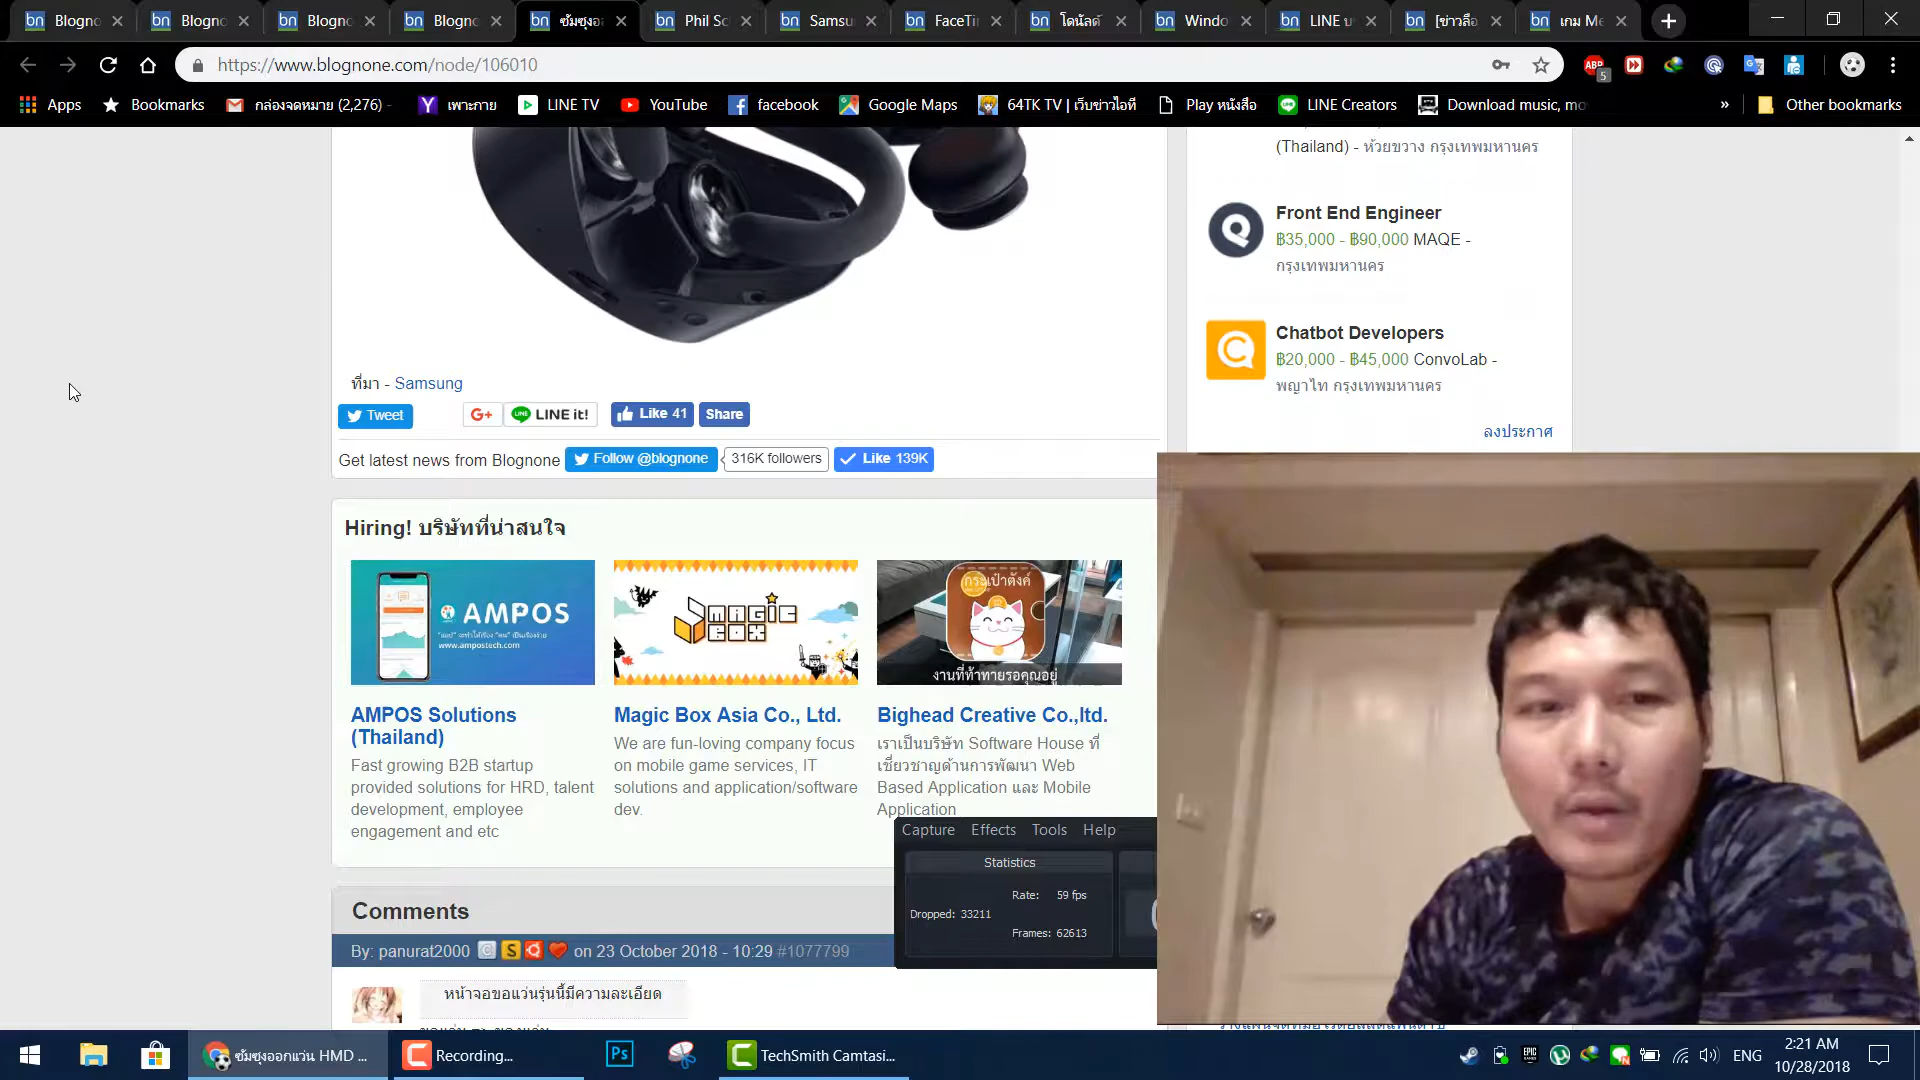 Blogno
Blogno
Blogno
Blogno
ซัมซุงอ
Phil Sc
Samsu
FaceTir
โดนัลด์
Windo
LINE บ
[ข่าวลือ
เกม Me
https://www.blognone.com/node/106010
Apps
Bookmarks
กล่องจดหมาย (2,276) -
เพาะกาย
LINE TV
YouTube
facebook
Google Maps
64TK TV | เว็บข่าวไอที
Play หนังสือ
LINE Creators
Download music, mo
»
Other bookmarks
(Thailand) - ห้วยขวาง กรุงเทพมหานคร
Front End Engineer
฿35,000 - ฿90,000 MAQE -
กรุงเทพมหานคร
Chatbot Developers
฿20,000 - ฿45,000 ConvoLab -
พญาไท กรุงเทพมหานคร
ลงประกาศ
ที่มา - Samsung
Tweet
G+
LINE it!
Like 41
Share
Get latest news from Blognone
Follow @blognone
316K followers
Like 139K
Hiring! บริษัทที่น่าสนใจ
AMPOS
www.ampostech.com
MAGIC
BOX
กระเป๋าตังค์
งานที่ท้าทายรอคุณอยู่
AMPOS Solutions
(Thailand)
Fast growing B2B startup
provided solutions for HRD, talent
development, employee
engagement and etc
Magic Box Asia Co., Ltd.
We are fun-loving company focus
on mobile game services, IT
solutions and application/software
dev.
Bighead Creative Co.,ltd.
เราเป็นบริษัท Software House ที่
เชี่ยวชาญด้านการพัฒนา Web
Based Application และ Mobile
Application
Capture
Effects
Tools
Help
Statistics
Rate: 59 fps
Dropped: 33211
Frames: 62613
Comments
By: panurat2000
on 23 October 2018 - 10:29 #1077799
หน้าจอขอแว่นรุ่นนี้มีความละเอียด
ซัมซุงออกแว่น HMD ...
Recording...
Ps
TechSmith Camtasi...
ENG
2:21 AM
10/28/2018